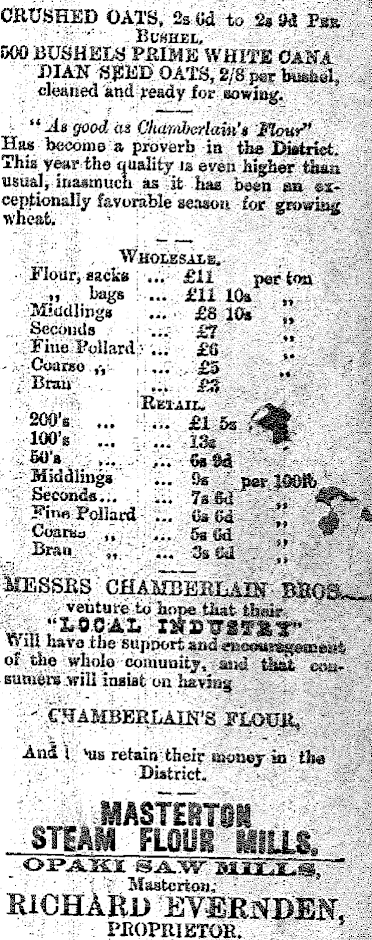 CRUSHED OATS, 2s 6d to 2s 9d PER
BUSHEL.
500 BUSHELS PRIME WHITE CANA
DIAN SEED OATS, 2/8 per bushel,
cleaned and ready for sowing.
"As good as Chamberlain's Flour"
Has become a proverb in the District.
This year the quality is even higher than
usual, inasmuch as it has been an ex-
ceptionally favorable season for growing
wheat.
WHOLESALE.
Flour, sacks ... £11 per ton
„ bags ... £11 10s „
Middlings ... £8 10s „
Seconds ... £7 „
Fine Pollard ... £6 „
Coarse „ ... £5 „
Bran ... £3
RETAIL.
200's ... ... £1 5s
100's ... ... 13s
50's ... ... 6s 9d
Middlings ... 9s per 100lb
Seconds... ... 7s 6d „
Fine Pollard ... 6s 6d „
Coarse „ ... 5s 6d „
Bran „ ... 3s 6d „
MESSRS CHAMBERLAIN BROS
venture to hope that their
"LOCAL INDUSTRY"
Will have the support and encouragement
of the whole comunity, and that con-
sumers will insist on having
CHAMBERLAIN'S FLOUR,
And us retain their money in the
District.
MASTERTON
STEAM FLOUR MILLS.
OPAKI SAW MILLS,
Masterton.
RICHARD EVERNDEN,
PROPRIETOR.